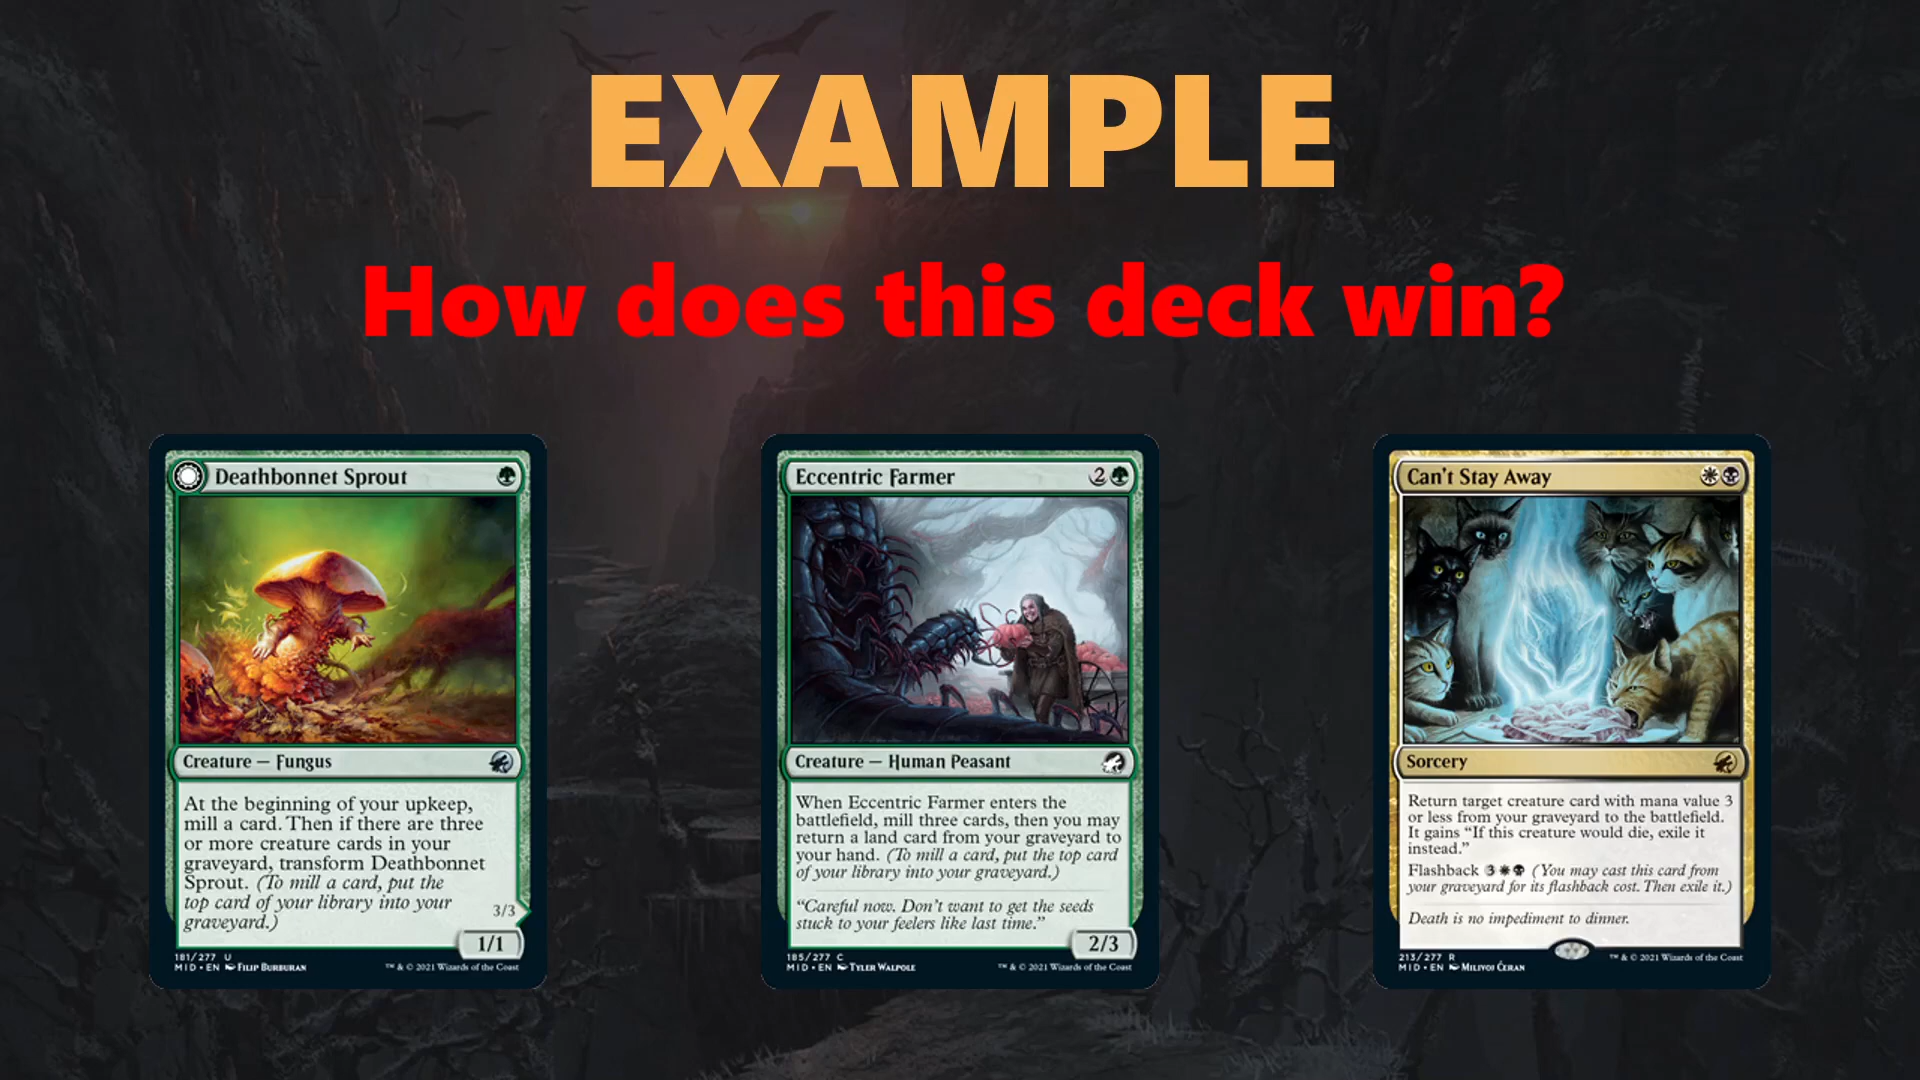 EXAMPLE
How does this deck win?
Deathbonnet Sprout
Creature — Fungus
At the beginning of your upkeep,
mill a card. Then if there are three
or more creature cards in your
graveyard, transform Deathbonnet
Sprout. (To mill a card, put the
top card of your library into your
graveyard.)
3/3
1/1
181/277 U
MID • EN Filip Burburan
™ & © 2021 Wizards of the Coast
Eccentric Farmer
2
Creature — Human Peasant
When Eccentric Farmer enters the
battlefield, mill three cards, then you may
return a land card from your graveyard to
your hand. (To mill a card, put the top card
of your library into your graveyard.)
“Careful now. Don’t want to get the seeds
stuck to your feelers like last time.”
2/3
185/277 C
MID • EN Tyler Walpole
™ & © 2021 Wizards of the Coast
Can’t Stay Away
Sorcery
Return target creature card with mana value 3
or less from your graveyard to the battlefield.
It gains “If this creature would die, exile it
instead.”
Flashback 3 (You may cast this card from
your graveyard for its flashback cost. Then exile it.)
Death is no impediment to dinner.
213/277 R
MID • EN Milivoj Ćeran
™ & © 2021 Wizards of the Coast